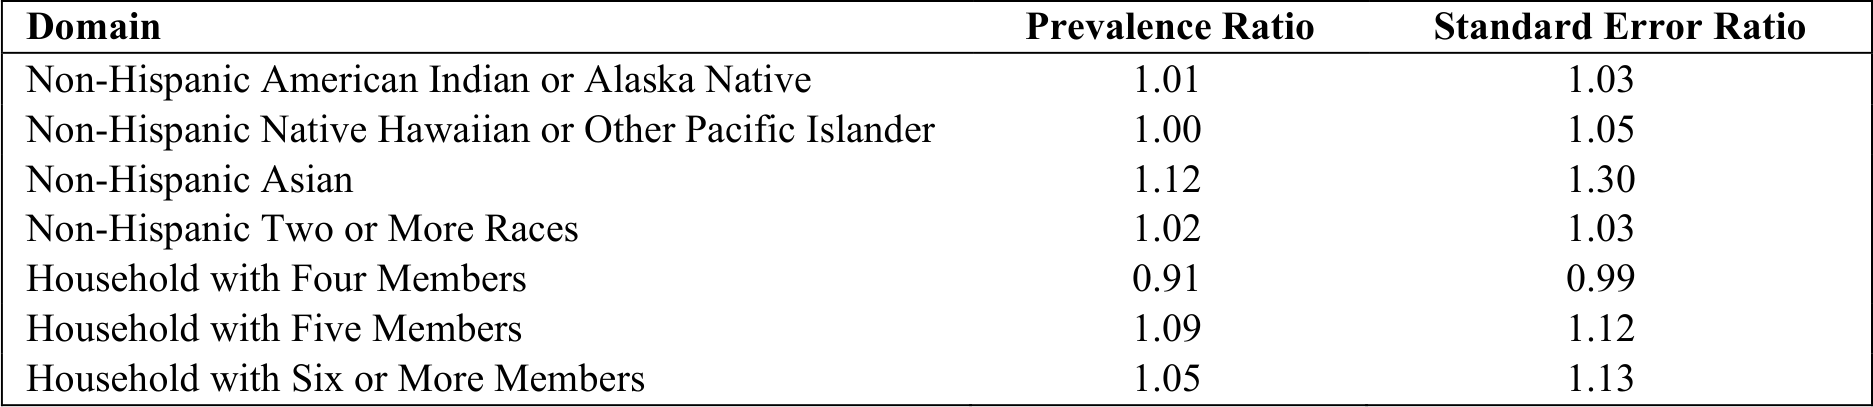 Domain Prevalence Ratio Standard Error Ratio
Non-Hispanic American Indian or Alaska Native 1.01 1.03
Non-Hispanic Native Hawaiian or Other Pacific Islander 1.00 1.05
Non-Hispanic Asian 1.12 1.30
Non-Hispanic Two or More Races 1.02 1.03
Household with Four Members 0.91 0.99
Household with Five Members 1.09 1.12
Household with Six or More Members 1.05 1.13